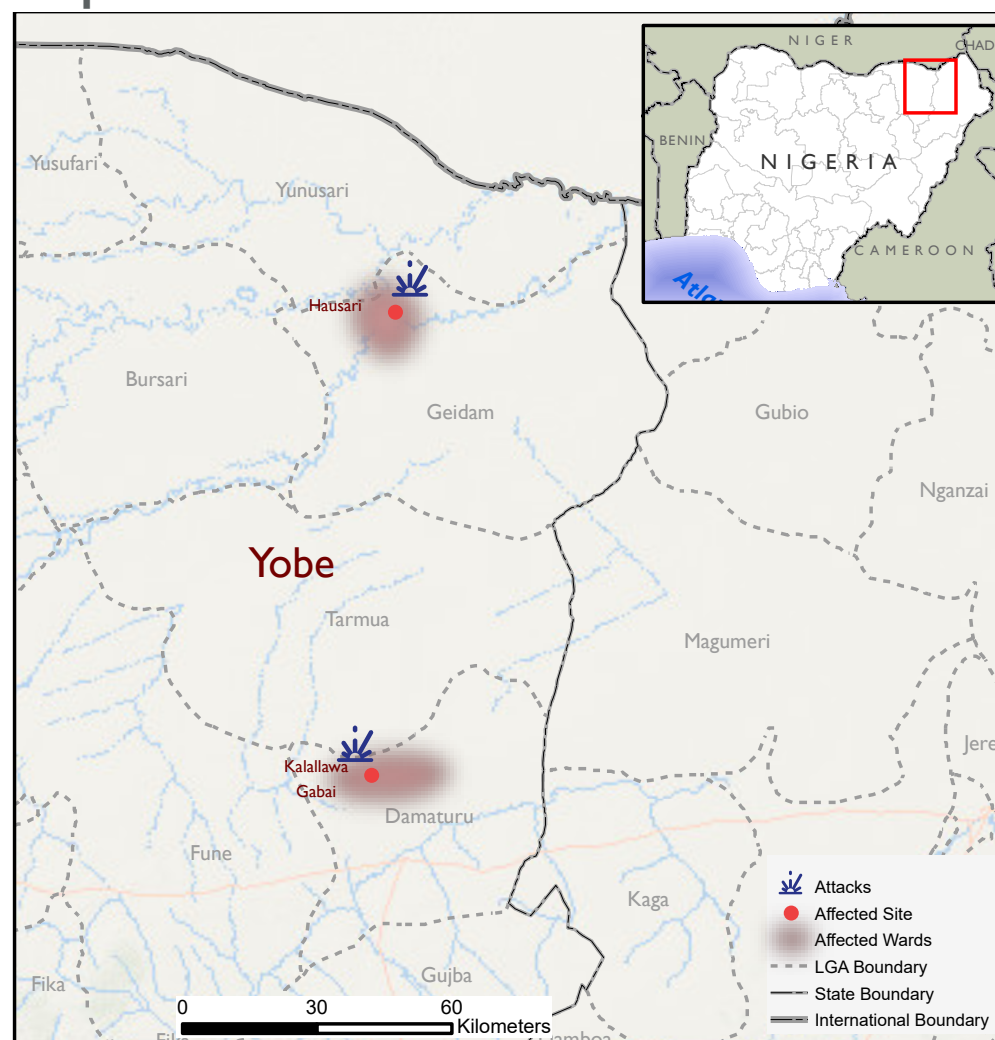 NIGER
CHAD
BENIN
NIGERIA
CAMEROON
Yusufari
Yunusari
Hausari
Bursari
Geidam
Gubio
Nganzai
Yobe
Tarmua
Magumeri
Jere
Kalallawa
Gabai
Damaturu
Fune
Kaga
Gujba
Fika
Attacks
Affected Site
Affected Wards
LGA Boundary
State Boundary
International Boundary
0 30 60
Kilometers